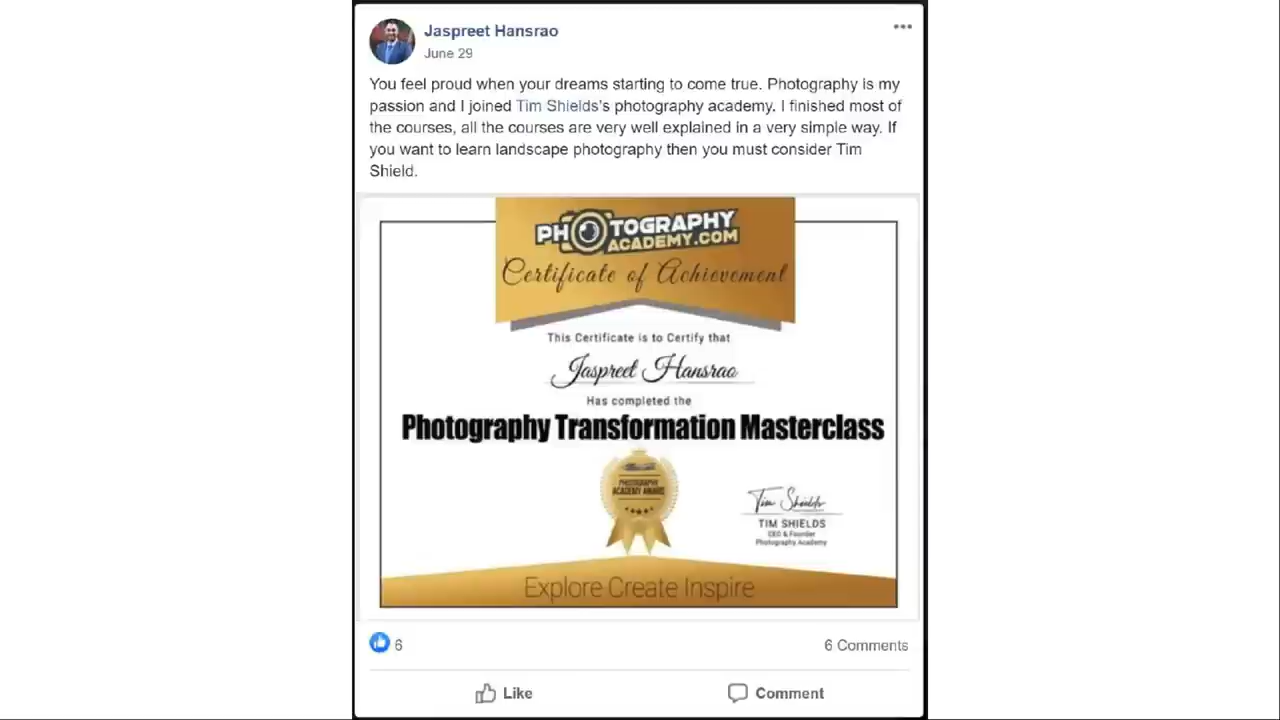 Jaspreet Hansrao
June 29
You feel proud when your dreams starting to come true. Photography is my
passion and I joined Tim Shields's photography academy. I finished most of
the courses, all the courses are very well explained in a very simple way. If
you want to learn landscape photography then you must consider Tim
Shield.
PHOTOGRAPHY
ACADEMY.COM
Certificate of Achievement
This Certificate is to Certify that
Jaspreet Hansrao
Has completed the
Photography Transformation Masterclass
PHOTOGRAPHY
ACADEMY AWARD
Tim Shields
TIM SHIELDS
CEO & Founder
Photography Academy
Explore Create Inspire
6
6 Comments
Like
Comment